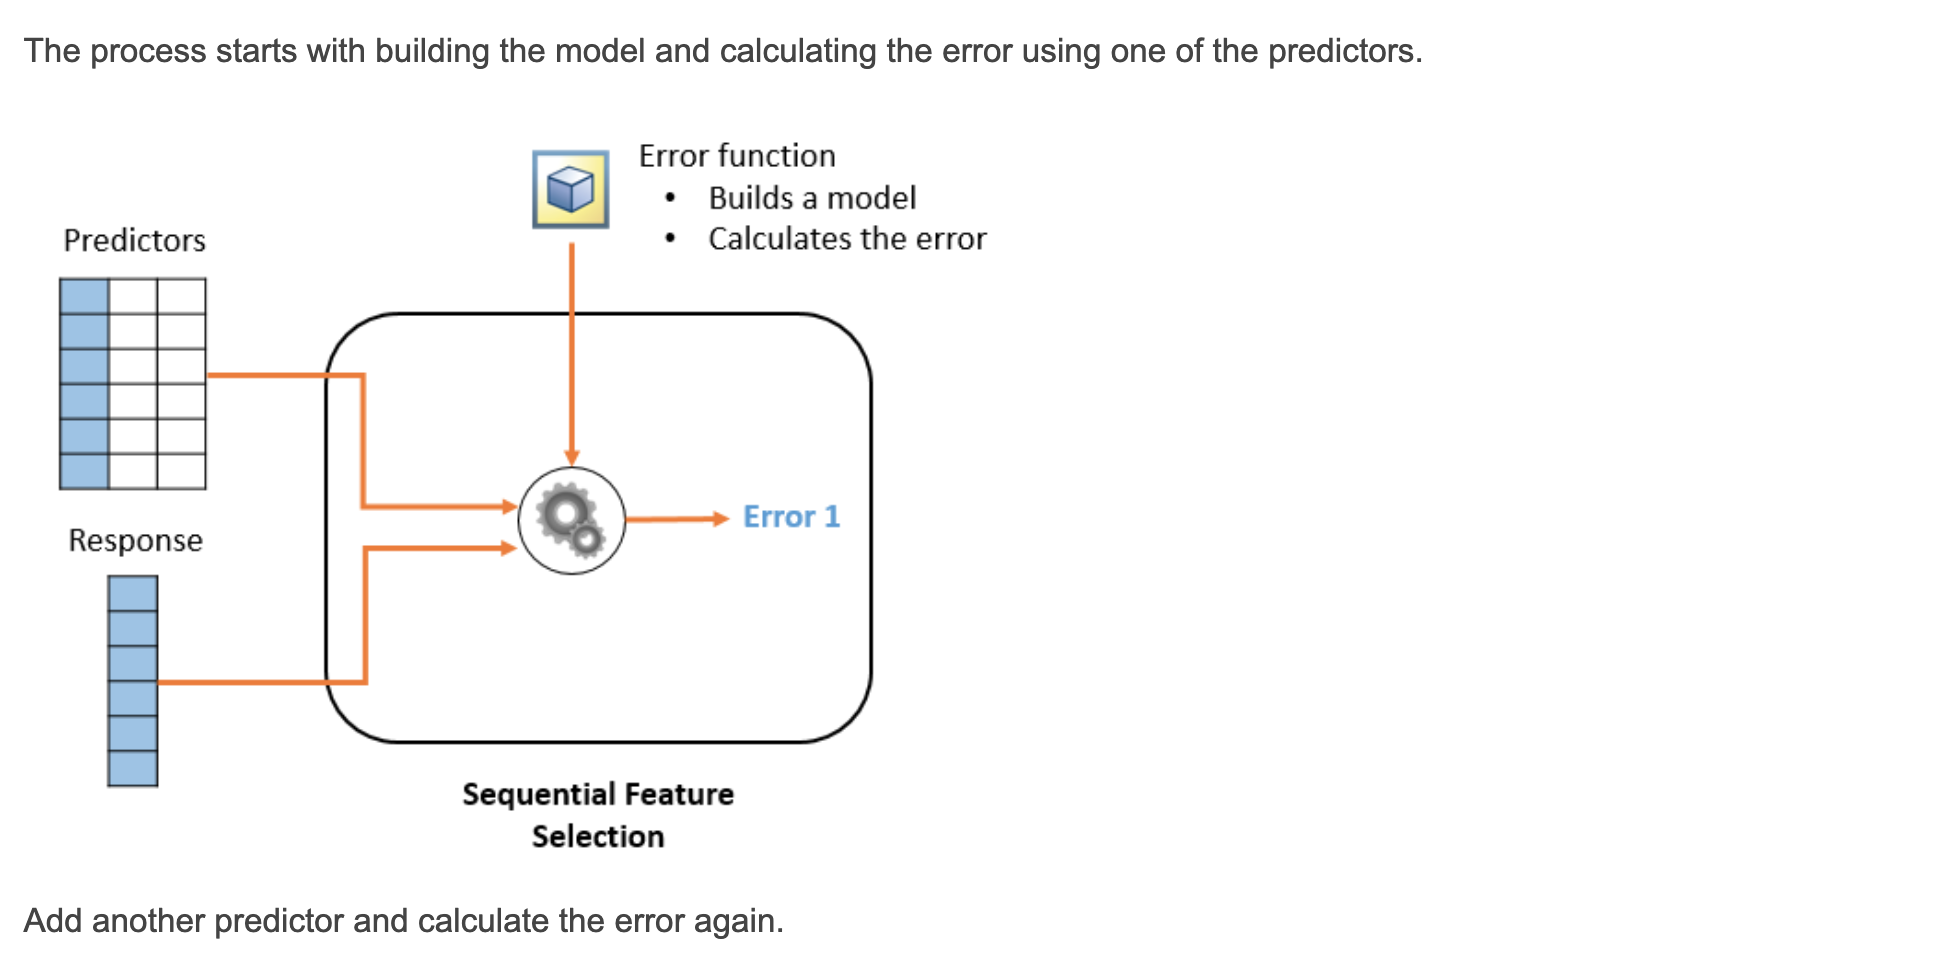 The process starts with building the model and calculating the error using one of the predictors.
Error function
• Builds a model
• Calculates the error
Predictors
Response
Error 1
Sequential Feature
Selection
Add another predictor and calculate the error again.